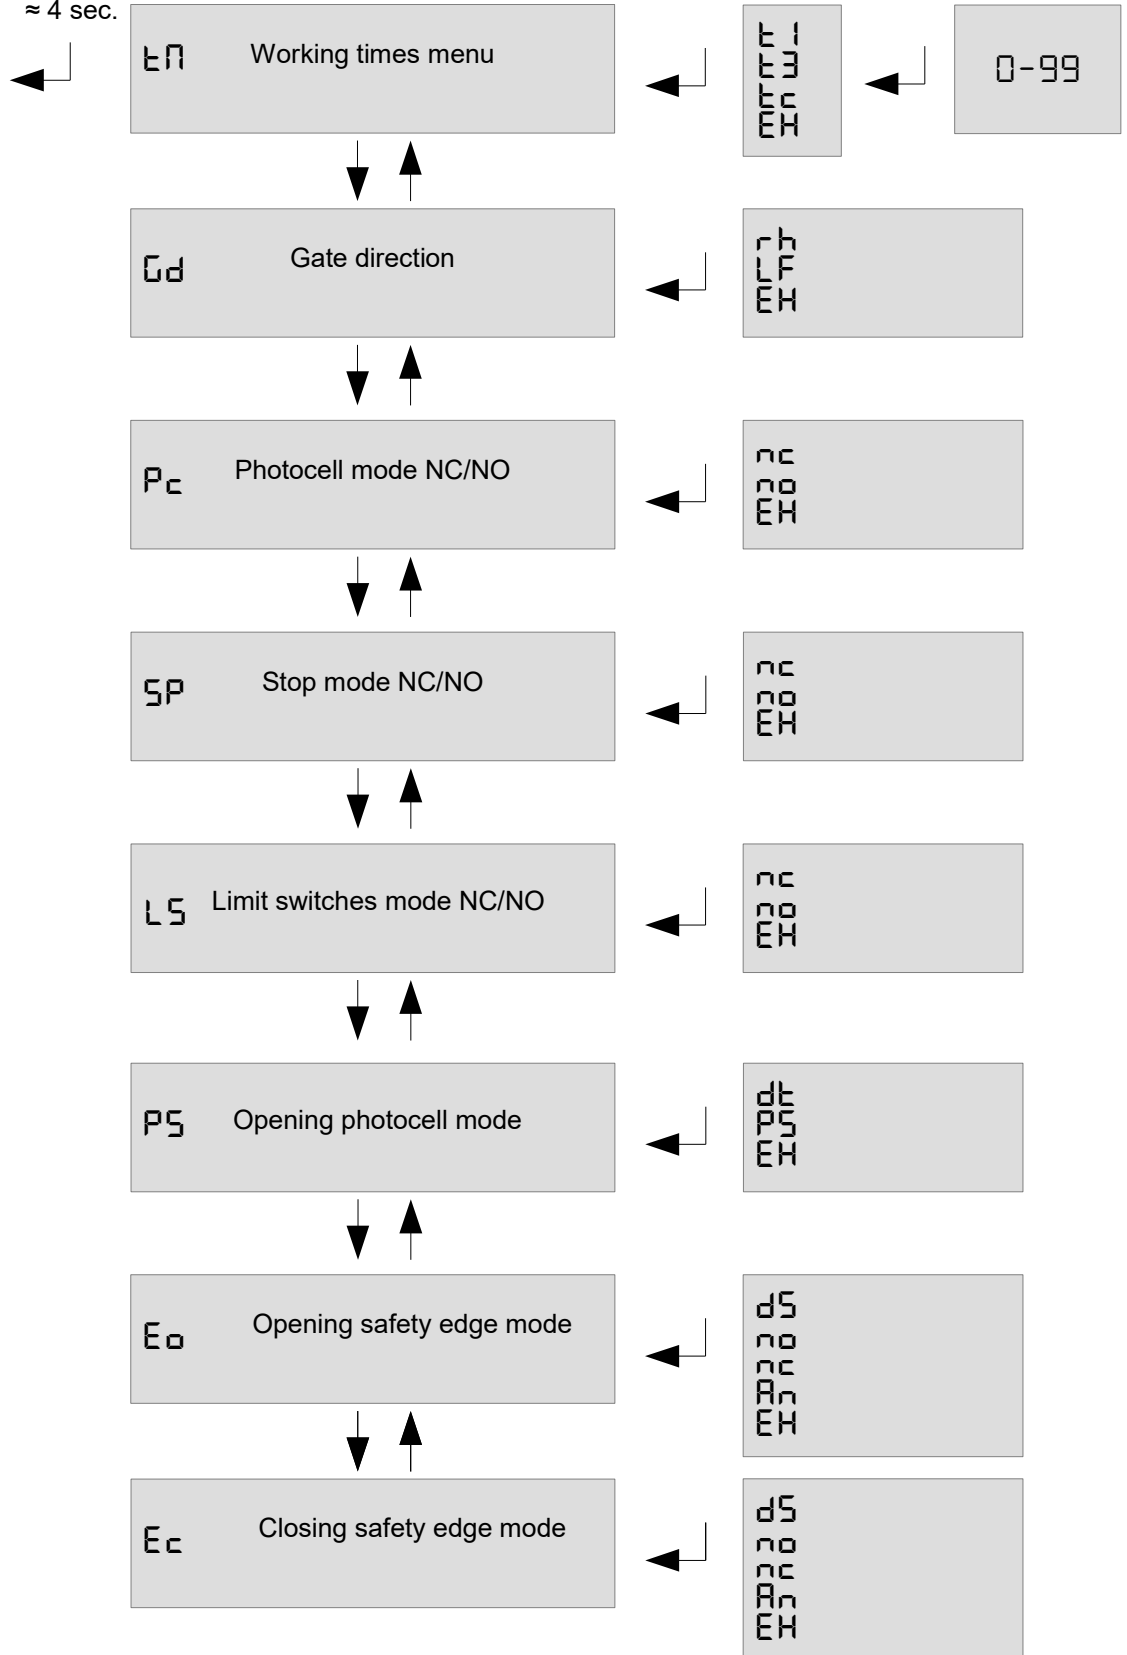 ≈ 4 sec.
tM Working times menu
t1
t3
tc
EH
0-99
Gd Gate direction
rh
LF
EH
Pc Photocell mode NC/NO
nc
no
EH
SP Stop mode NC/NO
nc
no
EH
LS Limit switches mode NC/NO
nc
no
EH
PS Opening photocell mode
dt
PS
EH
Eo Opening safety edge mode
dS
no
nc
An
EH
Ec Closing safety edge mode
dS
no
nc
An
EH